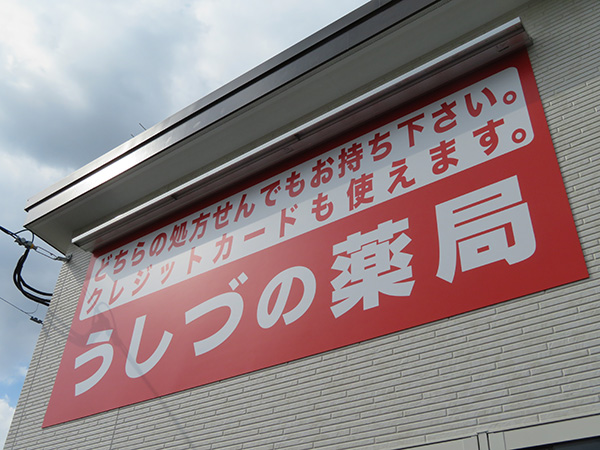 どちらの処方せんでもお持ち下さい。
クレジットカードも使えます。
うしづの薬局